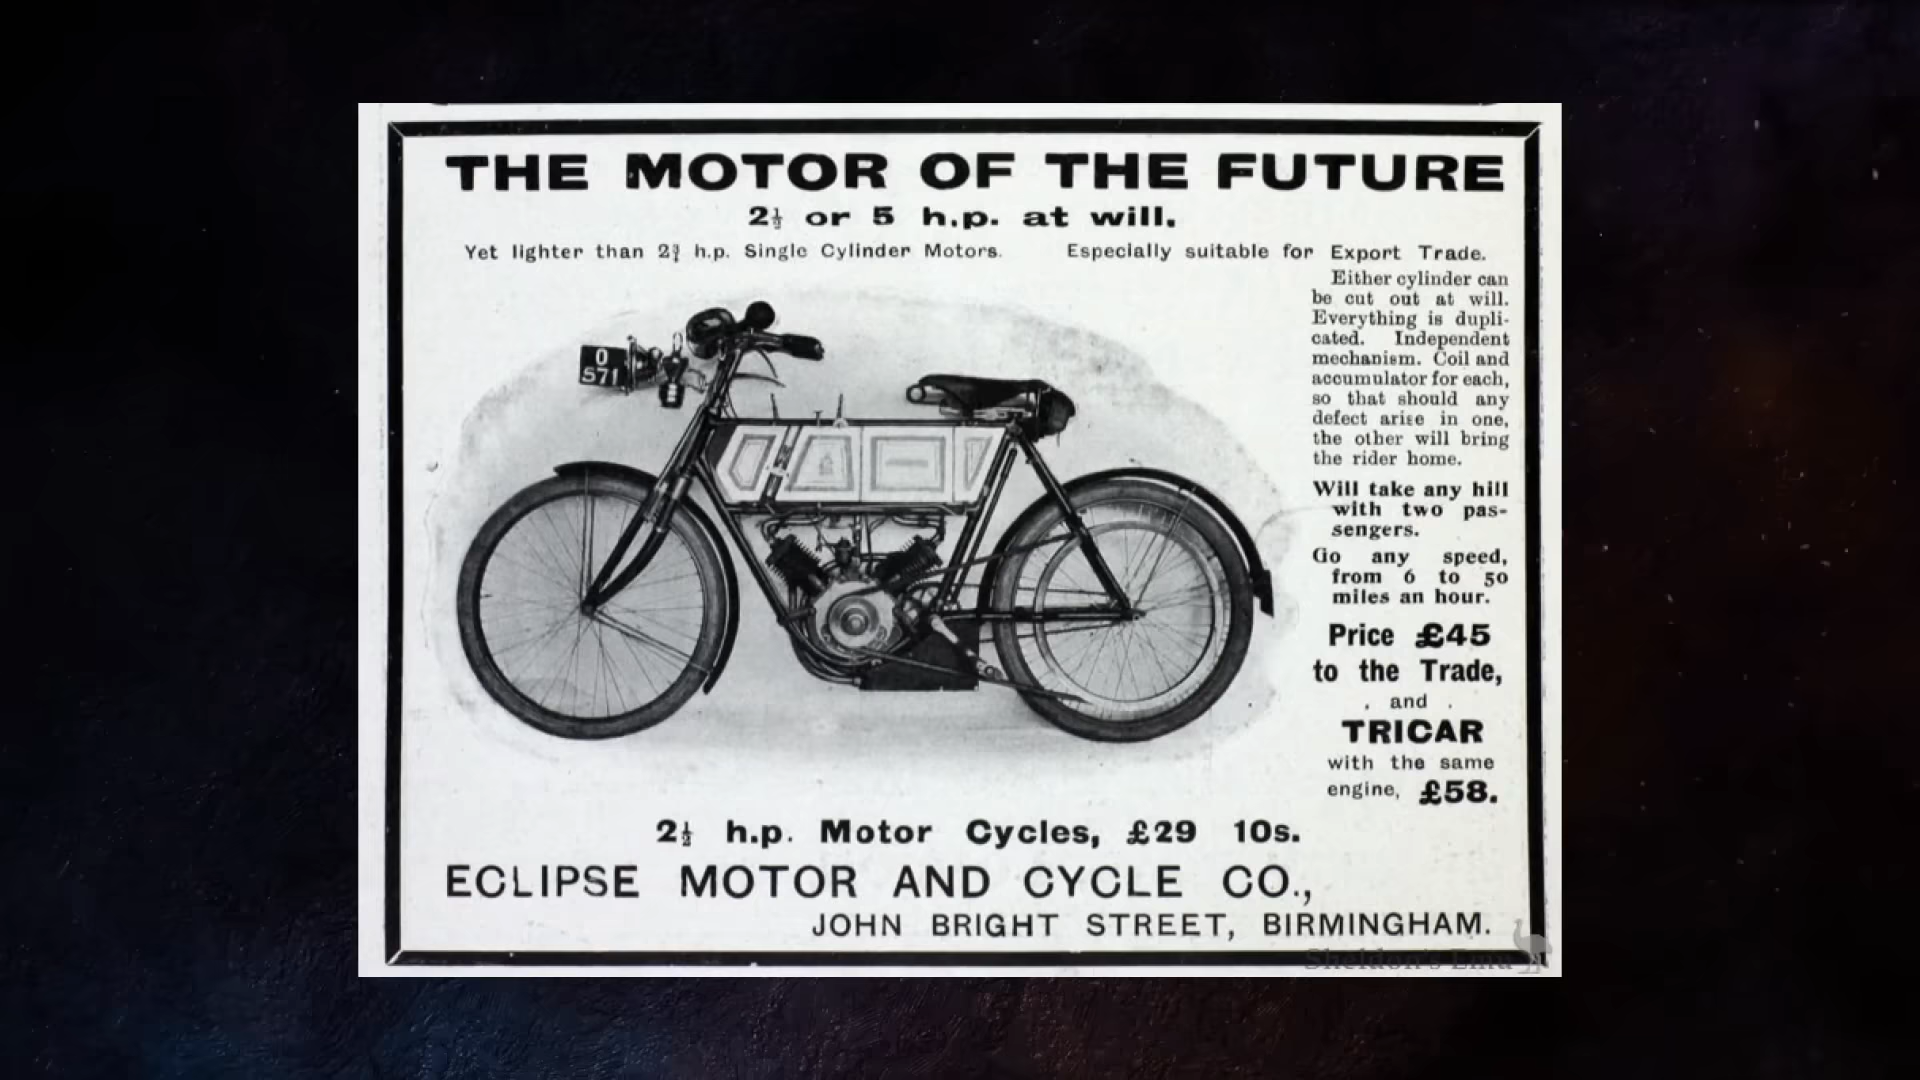 THE MOTOR OF THE FUTURE
2½ or 5 h.p. at will.
Yet lighter than 2¾ h.p. Single Cylinder Motors. Especially suitable for Export Trade.
Either cylinder can
be cut out at will.
Everything is dupli-
cated. Independent
mechanism. Coil and
accumulator for each,
so that should any
defect arise in one,
the other will bring
the rider home.
Will take any hill
with two pas-
sengers.
Go any speed,
from 6 to 50
miles an hour.
Price £45
to the Trade,
and
TRICAR
with the same
engine, £58.
O
571
2½ h.p. Motor Cycles, £29 10s.
ECLIPSE MOTOR AND CYCLE CO.,
JOHN BRIGHT STREET, BIRMINGHAM.
Sheldon's Emu